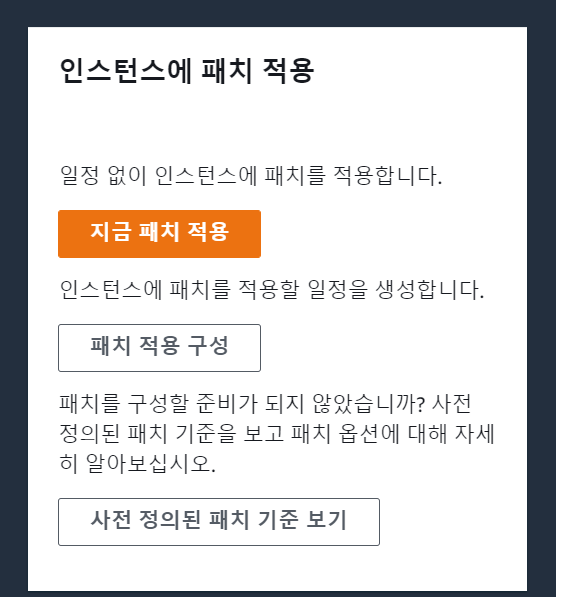 인스턴스에 패치 적용
일정 없이 인스턴스에 패치를 적용합니다.
지금 패치 적용
인스턴스에 패치를 적용할 일정을 생성합니다.
패치 적용 구성
패치를 구성할 준비가 되지 않았습니까? 사전
정의된 패치 기준을 보고 패치 옵션에 대해 자세
히 알아보십시오.
사전 정의된 패치 기준 보기